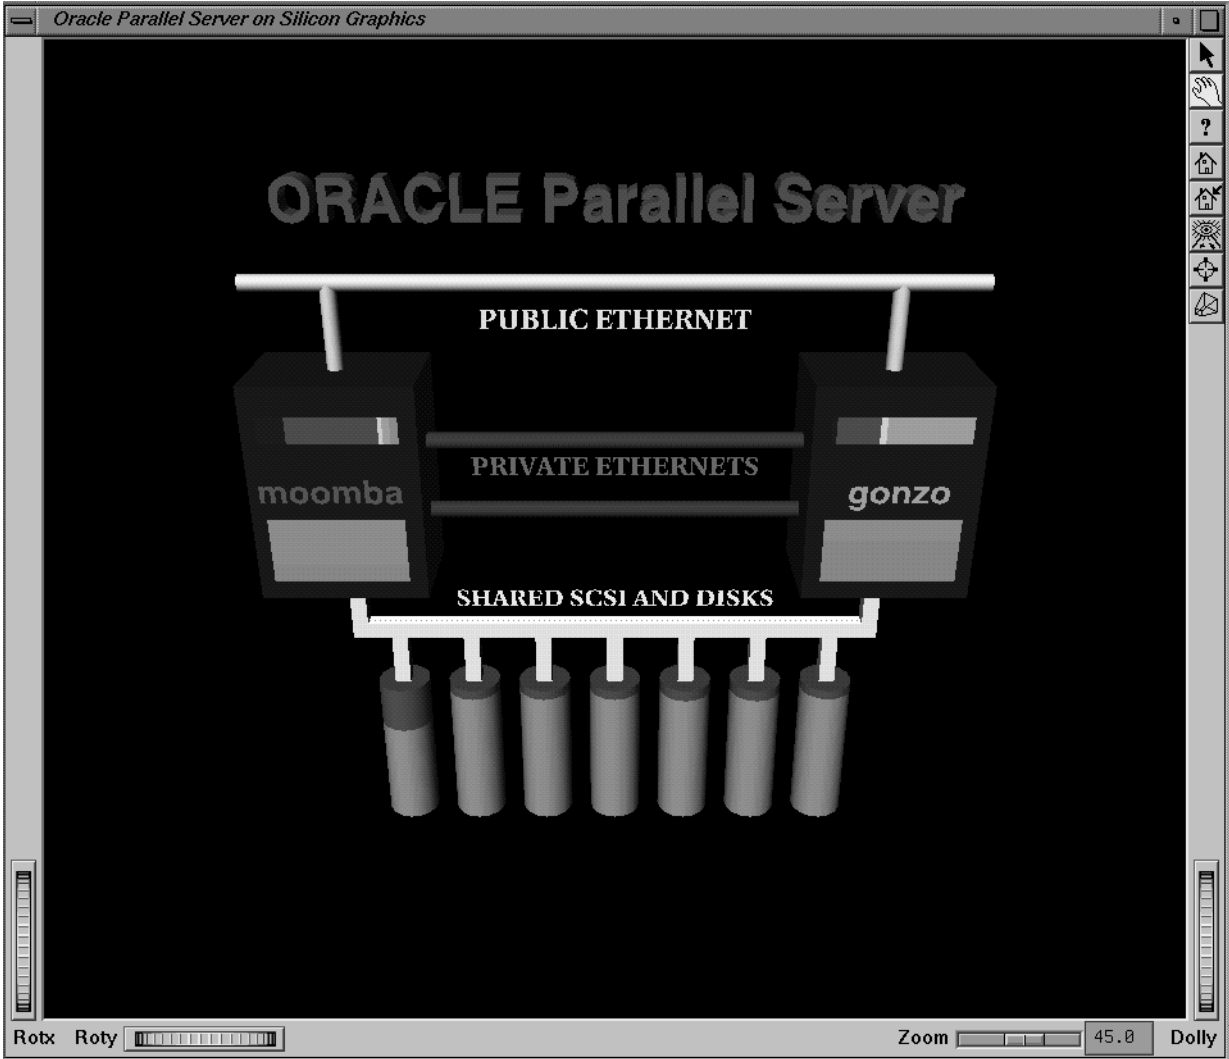 Oracle Parallel Server on Silicon Graphics
?
ORACLE Parallel Server
PUBLIC ETHERNET
PRIVATE ETHERNETS
moomba
gonzo
SHARED SCSI AND DISKS
Rotx Roty Zoom 45.0 Dolly